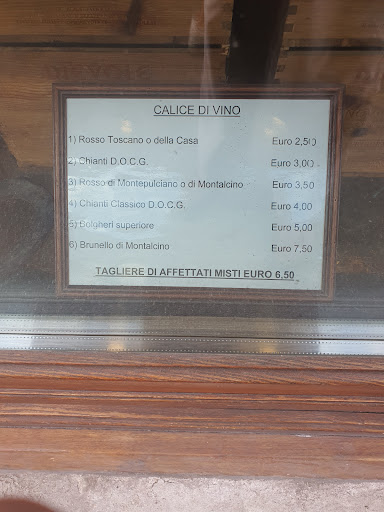 CALICE DI VINO
1) Rosso Toscano o della Casa Euro 2,50
2) Chianti D.O.C.G. Euro 3,00
3) Rosso di Montepulciano o di Montalcino Euro 3,50
4) Chianti Classico D.O.C.G. Euro 4,00
5) Bolgheri superiore Euro 5,00
6) Brunello di Montalcino Euro 7,50
TAGLIERE DI AFFETTATI MISTI EURO 6,50